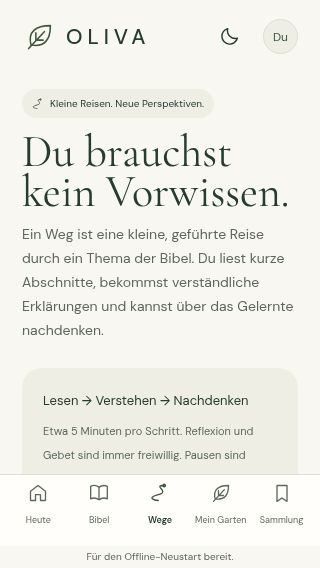 OLIVA
Du
Kleine Reisen. Neue Perspektiven.
Du brauchst
kein Vorwissen.
Ein Weg ist eine kleine, geführte Reise
durch ein Thema der Bibel. Du liest kurze
Abschnitte, bekommst verständliche
Erklärungen und kannst über das Gelernte
nachdenken.
Lesen → Verstehen → Nachdenken
Etwa 5 Minuten pro Schritt. Reflexion und
Gebet sind immer freiwillig. Pausen sind
Heute
Bibel
Wege
Mein Garten
Sammlung
Für den Offline-Neustart bereit.